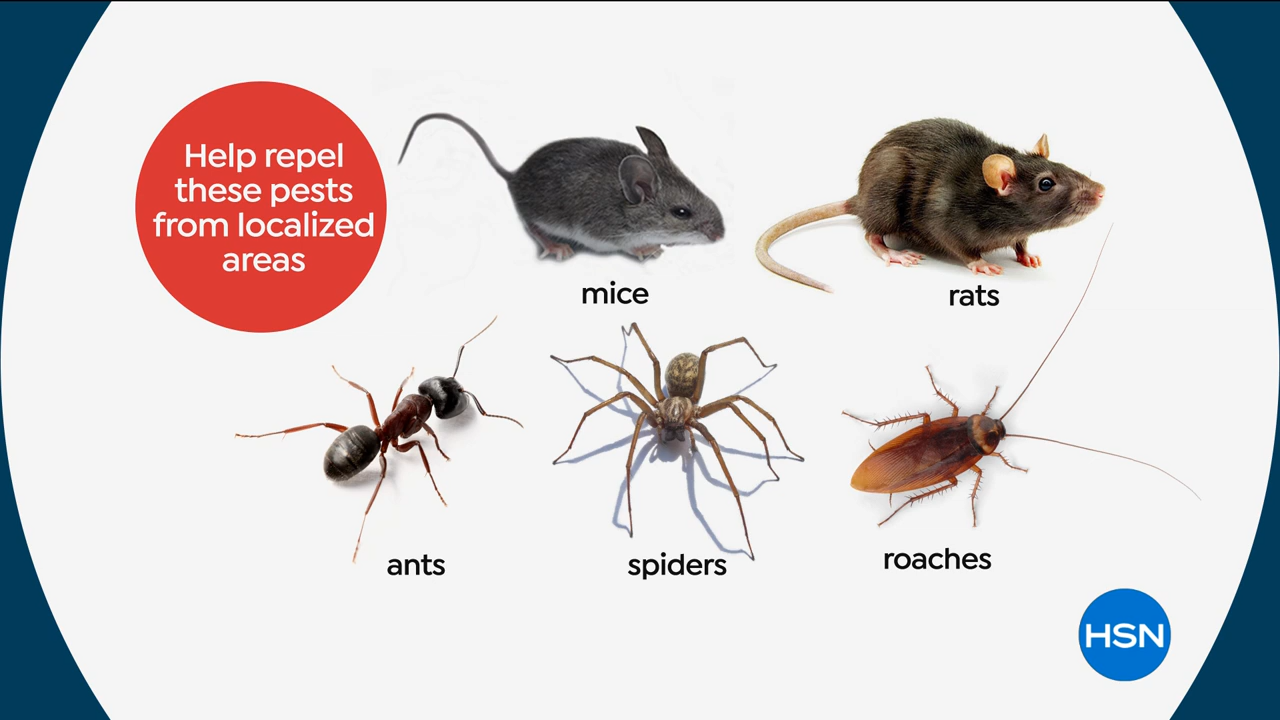 Help repel
these pests
from localized
areas
mice
rats
ants
spiders
roaches
HSN